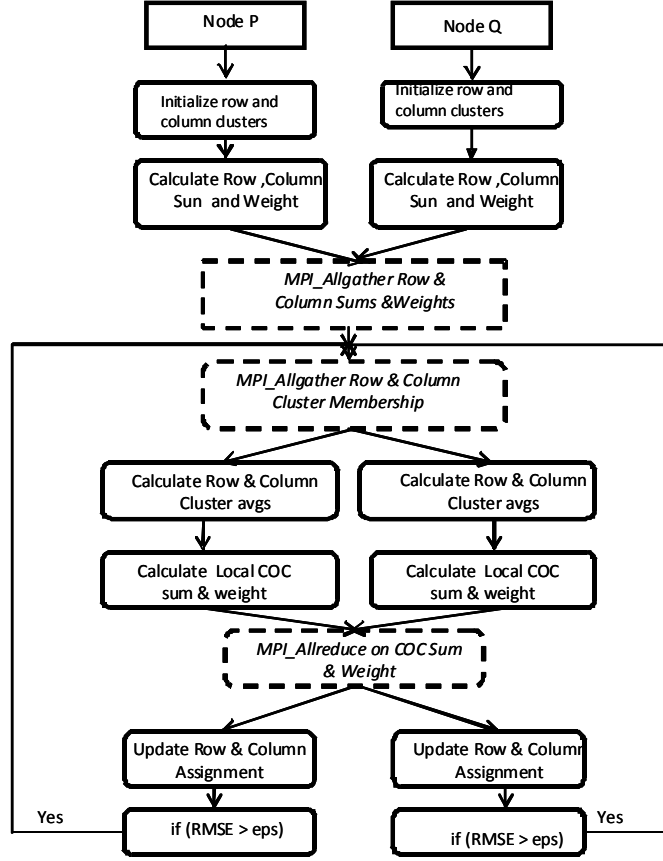 Node P
Node Q
Initialize row and
column clusters
Initialize row and
column clusters
Calculate Row ,Column
Sun and Weight
Calculate Row ,Column
Sun and Weight
MPI_Allgather Row &
Column Sums &Weights
MPI_Allgather Row & Column
Cluster Membership
Calculate Row & Column
Cluster avgs
Calculate Row & Column
Cluster avgs
Calculate Local COC
sum & weight
Calculate Local COC
sum & weight
MPI_Allreduce on COC Sum
& Weight
Update Row & Column
Assignment
Update Row & Column
Assignment
Yes
if (RMSE > eps)
if (RMSE > eps)
Yes